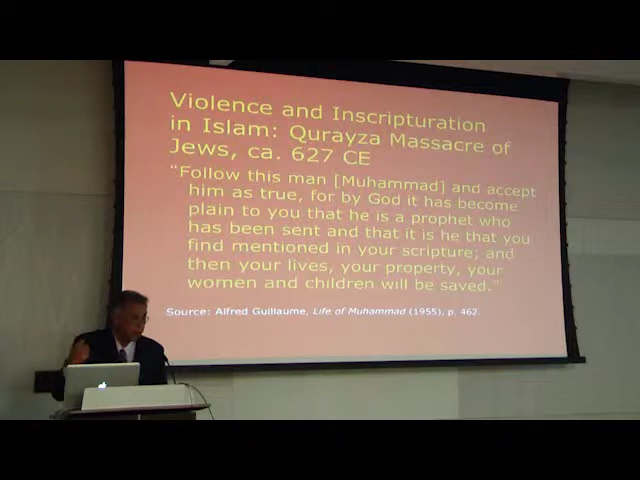 Violence and Inscripturation
in Islam: Qurayza Massacre of
Jews, ca. 627 CE
“Follow this man [Muhammad] and accept
him as true, for by God it has become
plain to you that he is a prophet who
has been sent and that it is he that you
find mentioned in your scripture; and
then your lives, your property, your
women and children will be saved.”
Source: Alfred Guillaume, Life of Muhammad (1955), p. 462.